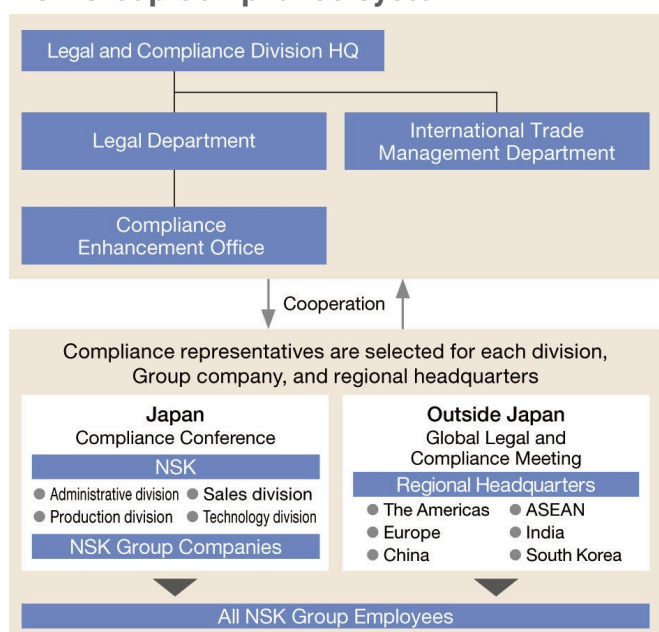 Legal and Compliance Division HQ
Legal Department
International Trade
Management Department
Compliance
Enhancement Office
Cooperation
Compliance representatives are selected for each division,
Group company, and regional headquarters
Japan
Compliance Conference
NSK
Administrative division
Sales division
Production division
Technology division
NSK Group Companies
Outside Japan
Global Legal and
Compliance Meeting
Regional Headquarters
The Americas
ASEAN
Europe
India
China
South Korea
All NSK Group Employees